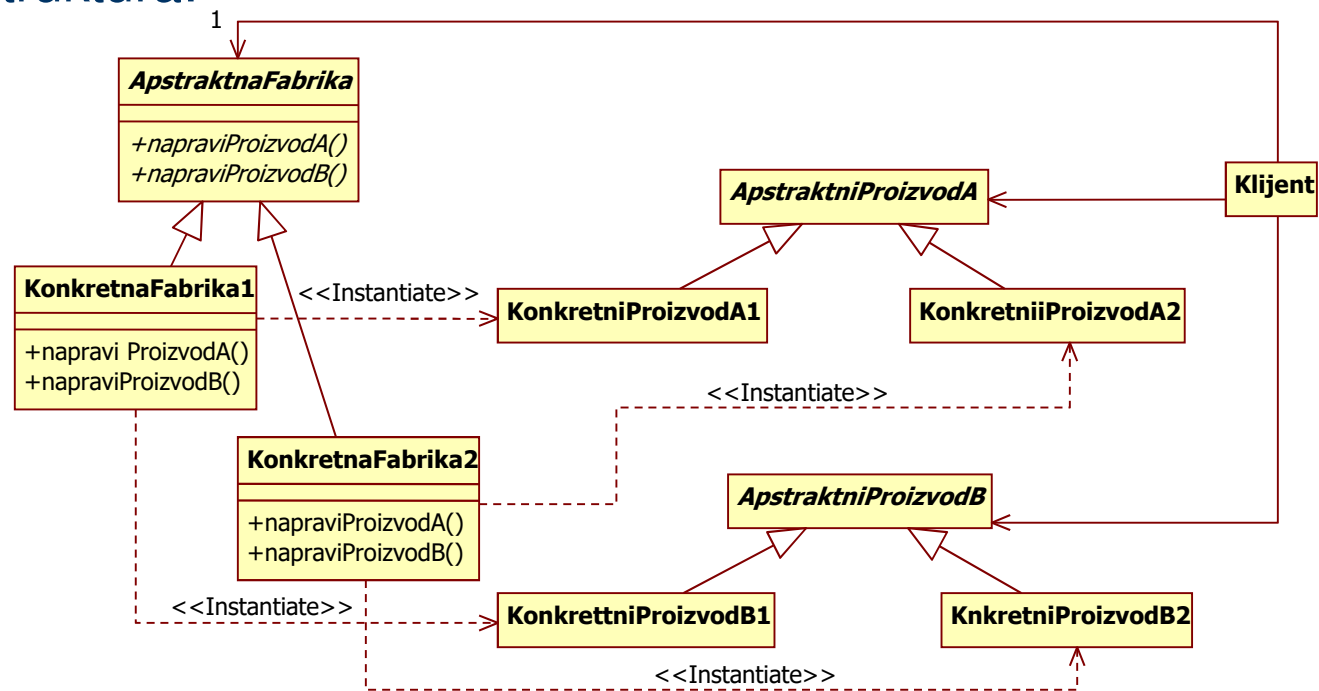 1
ApstraktnaFabrika
+napraviProizvodA()
+napraviProizvodB()
ApstraktniProizvodA
Klijent
KonkretnaFabrika1
<<Instantiate>>
KonkretniProizvodA1
KonkretniiProizvodA2
+napravi ProizvodA()
+napraviProizvodB()
<<Instantiate>>
KonkretnaFabrika2
ApstraktniProizvodB
+napraviProizvodA()
+napraviProizvodB()
<<Instantiate>>
KonkrettniProizvodB1
KnkretniProizvodB2
<<Instantiate>>